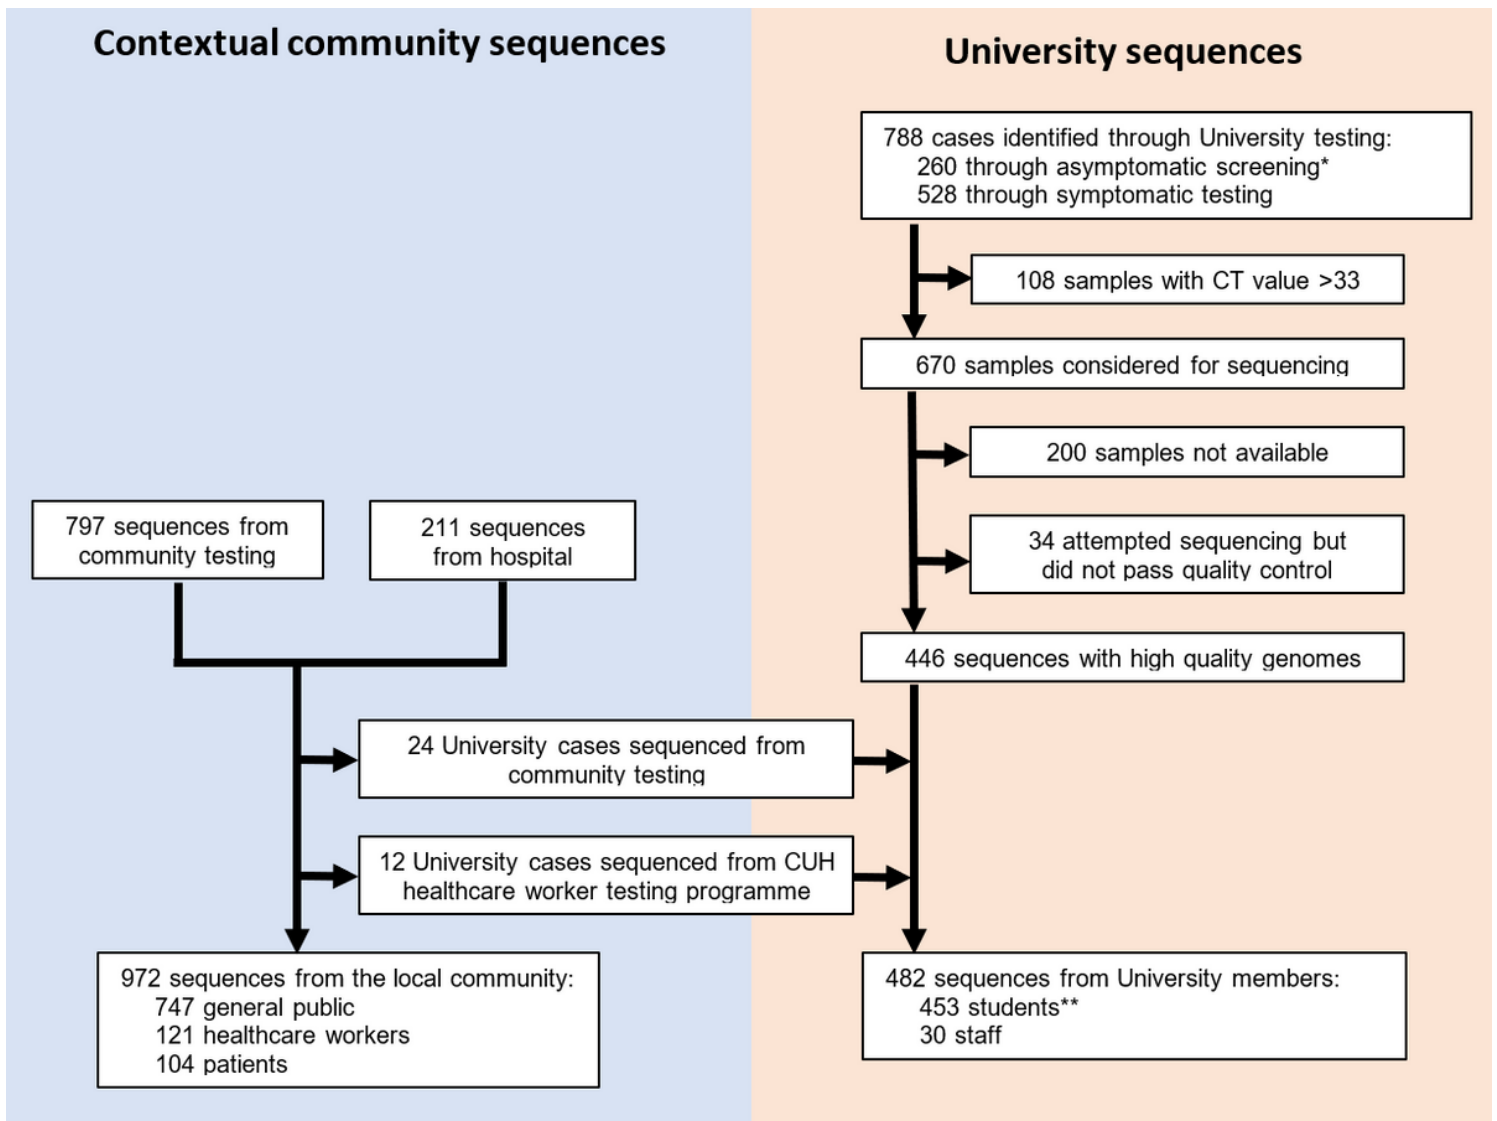 Contextual community sequences
University sequences
788 cases identified through University testing:
260 through asymptomatic screening*
528 through symptomatic testing
108 samples with CT value >33
670 samples considered for sequencing
200 samples not available
34 attempted sequencing but
did not pass quality control
446 sequences with high quality genomes
797 sequences from
community testing
211 sequences
from hospital
24 University cases sequenced from
community testing
12 University cases sequenced from CUH
healthcare worker testing programme
972 sequences from the local community:
747 general public
121 healthcare workers
104 patients
482 sequences from University members:
453 students**
30 staff